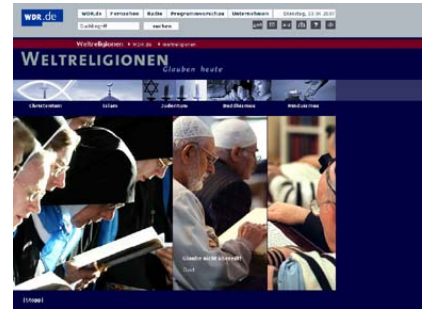 WDR.de
WDR.de Fernsehen Radio Programmvorschau Unternehmen Dienstag,
Suchbegriff suchen
Weltreligionen WDR.de Weltreligionen
WELTRELIGIONEN
Glauben heute
Christentum Islam Judentum Buddhismus Hinduismus
Glaube nicht
[Stopp]